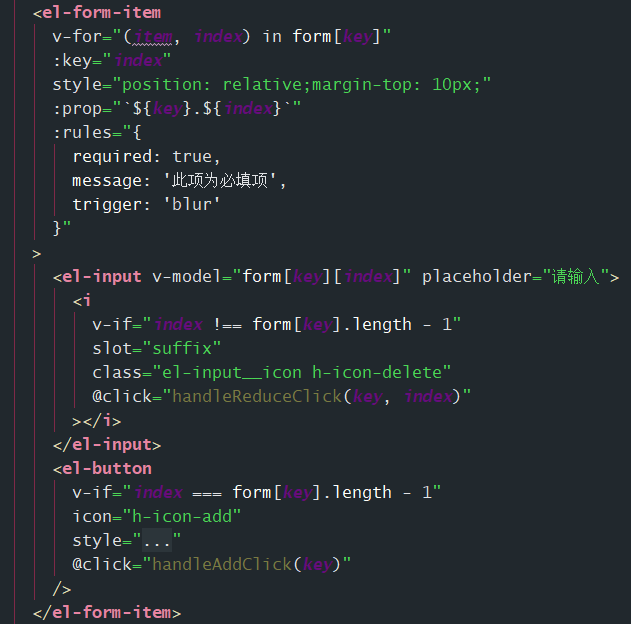 <el-form-item
v-for="(item, index) in form[key]"
:key="index"
style="position: relative;margin-top: 10px;"
:prop="`${key}.${index}`"
:rules="{
required: true,
message: '此项为必填项',
trigger: 'blur'
}"
>
<el-input v-model="form[key][index]" placeholder="请输入">
<i
v-if="index !== form[key].length - 1"
slot="suffix"
class="el-input__icon h-icon-delete"
@click="handleReduceClick(key, index)"
></i>
</el-input>
<el-button
v-if="index === form[key].length - 1"
icon="h-icon-add"
style="..."
@click="handleAddClick(key)"
/>
</el-form-item>